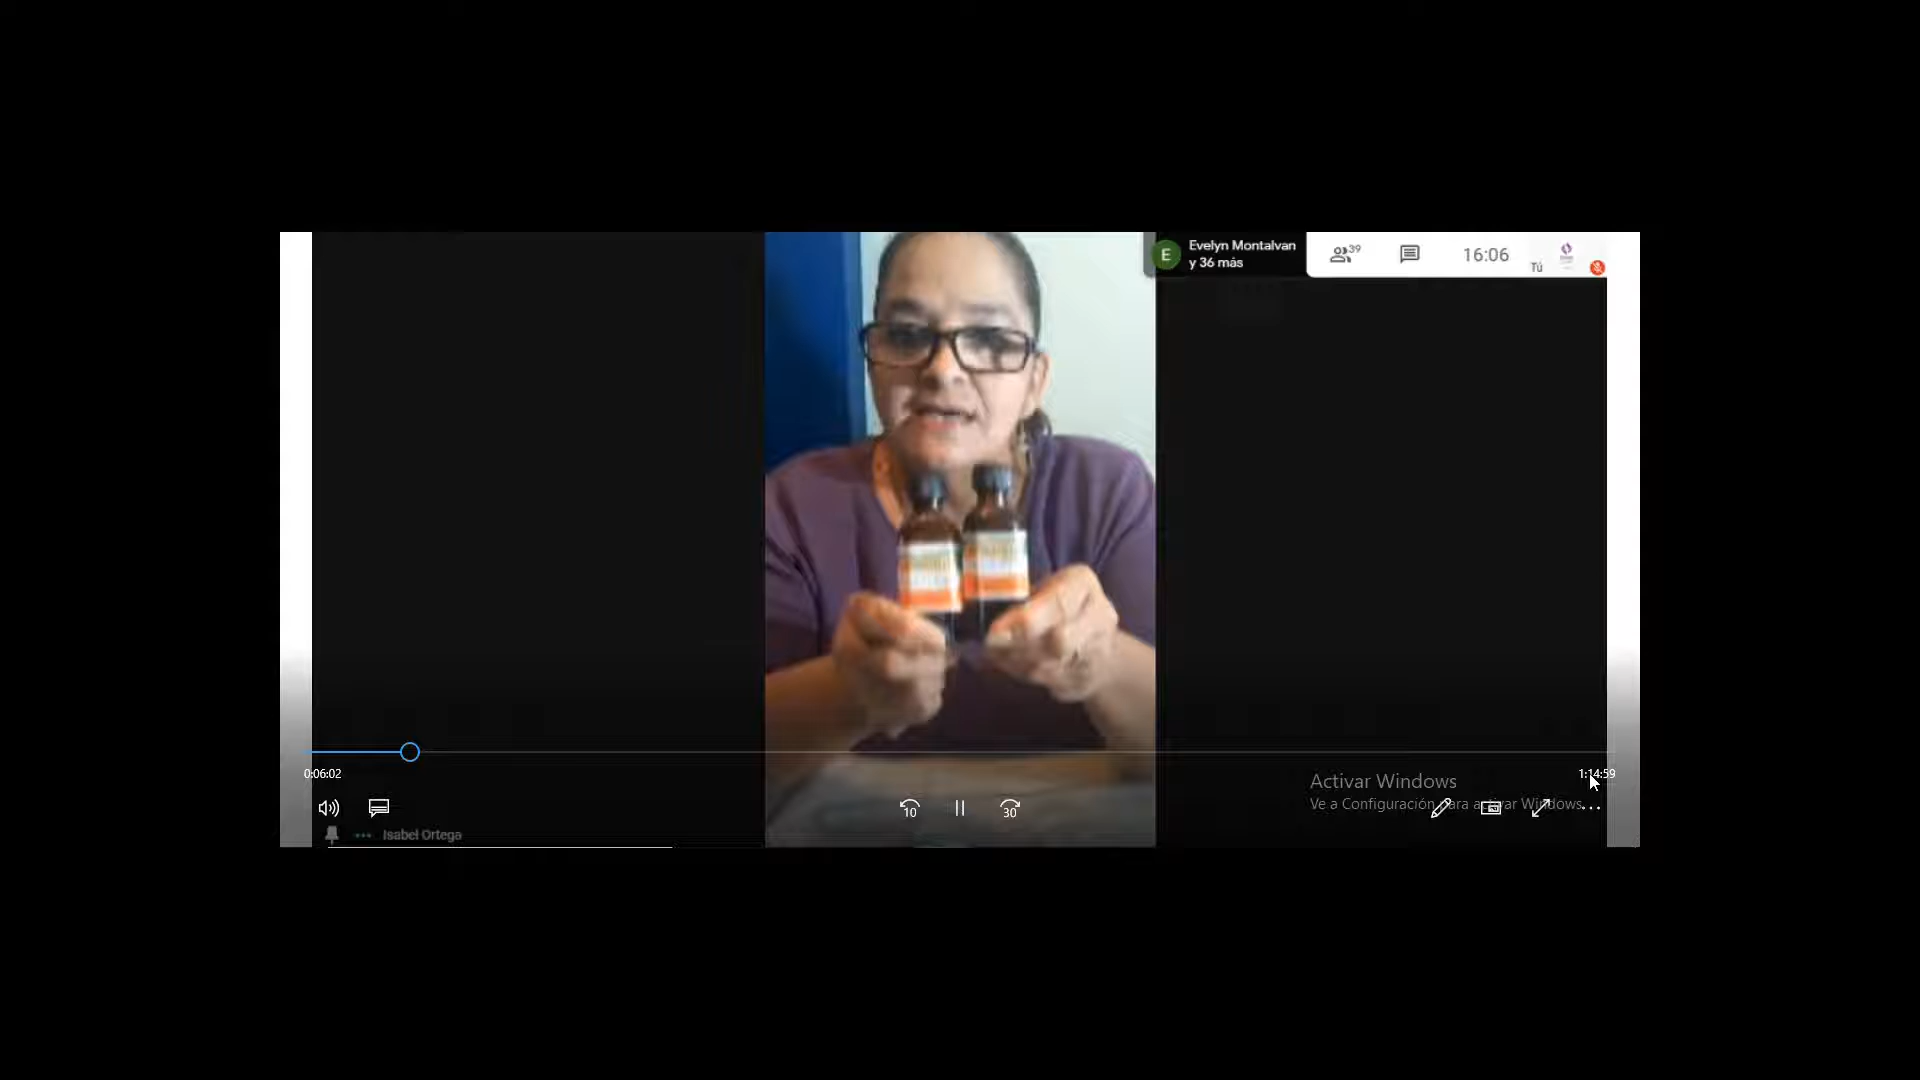 E
Evelyn Montalvan
y 36 más
39
16:06
Tú
0:06:02
1:14:59
Activar Windows
Ve a Configuración para activar Windows.
10
30
Isabel Ortega